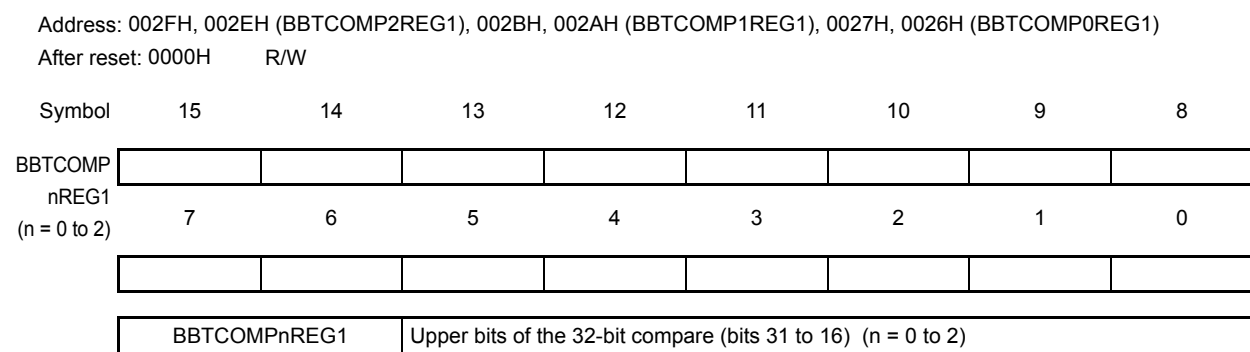 Address: 002FH, 002EH (BBTCOMP2REG1), 002BH, 002AH (BBTCOMP1REG1), 0027H, 0026H (BBTCOMP0REG1)
After reset: 0000H R/W
Symbol 15 14 13 12 11 10 9 8
BBTCOMP
nREG1
(n = 0 to 2) 7 6 5 4 3 2 1 0
BBTCOMPnREG1 Upper bits of the 32-bit compare (bits 31 to 16) (n = 0 to 2)